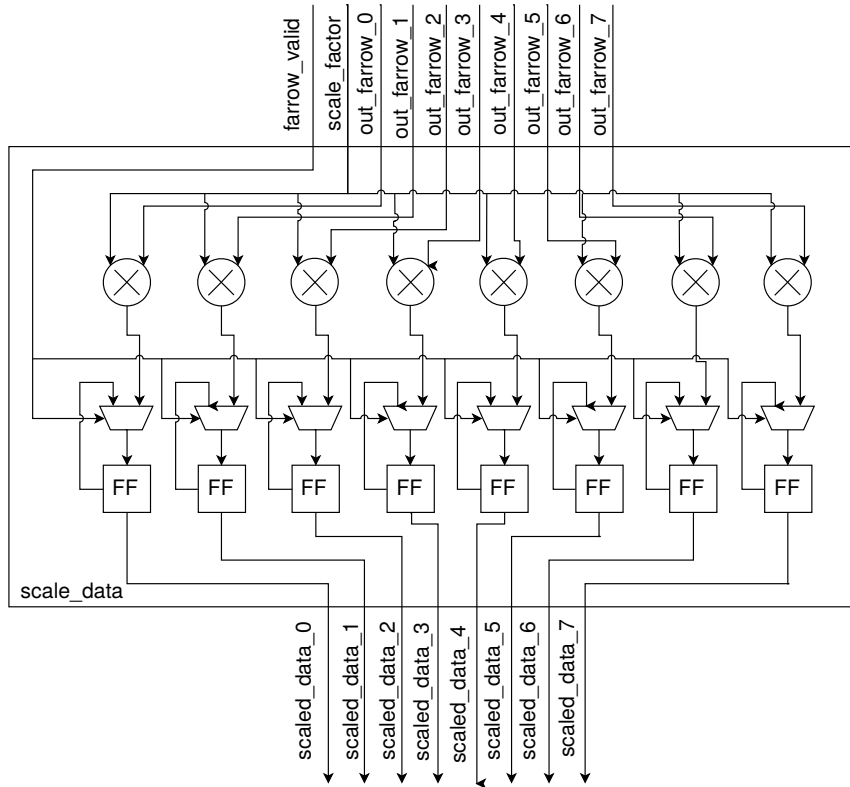 farrow_valid
scale_factor
out_farrow_0
out_farrow_1
out_farrow_2
out_farrow_3
out_farrow_4
out_farrow_5
out_farrow_6
out_farrow_7
FF
FF
FF
FF
FF
FF
FF
FF
scale_data
scaled_data_0
scaled_data_1
scaled_data_2
scaled_data_3
scaled_data_4
scaled_data_5
scaled_data_6
scaled_data_7